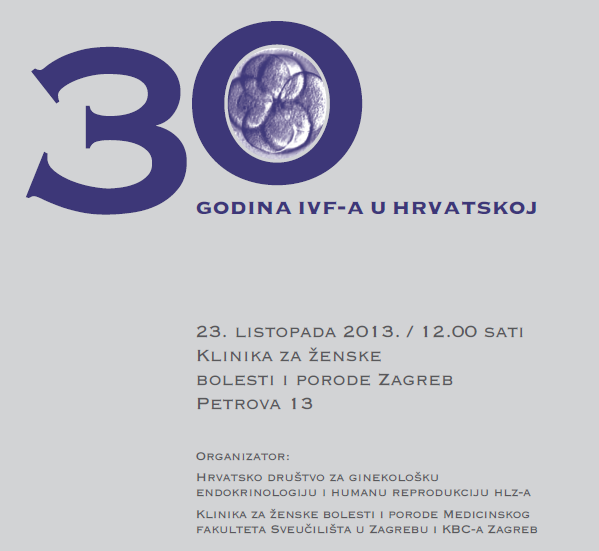 30
GODINA IVF-A U HRVATSKOJ
23. LISTOPADA 2013. / 12.00 SATI
KLINIKA ZA ŽENSKE
BOLESTI I PORODE ZAGREB
PETROVA 13
ORGANIZATOR:
HRVATSKO DRUŠTVO ZA GINEKOLOŠKU
ENDOKRINOLOGIJU I HUMANU REPRODUKCIJU HLZ-A
KLINIKA ZA ŽENSKE BOLESTI I PORODE MEDICINSKOG
FAKULTETA SVEUČILIŠTA U ZAGREBU I KBC-A ZAGREB